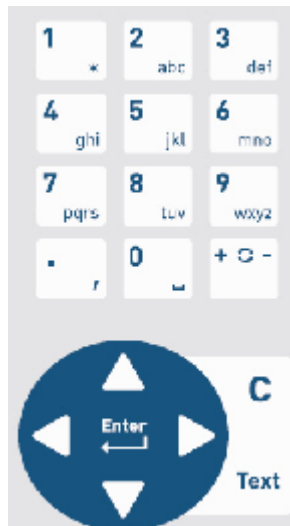 1 2 3
* abc def
4 5 6
ghi jkl mno
7 8 9
pqrs tuv wxyz
. 0 + -
, ␣
C
Enter
Text